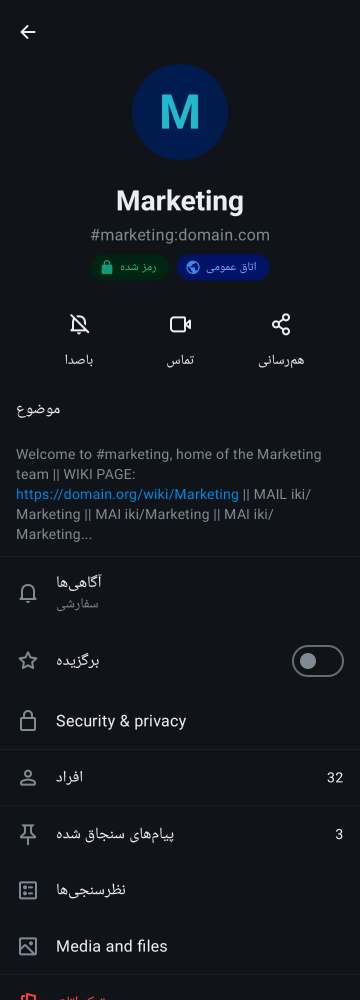 M
Marketing
#marketing:domain.com
رمز شده
اتاق عمومی
باصدا
تماس
هم‌رسانی
موضوع
Welcome to #marketing, home of the Marketing
team || WIKI PAGE:
https://domain.org/wiki/Marketing || MAIL iki/
Marketing || MAI iki/Marketing || MAI iki/
Marketing...
آگاهی‌ها
سفارشی
برگزیده
Security & privacy
افراد 32
پیام‌های سنجاق شده 3
نظرسنجی‌ها
Media and files